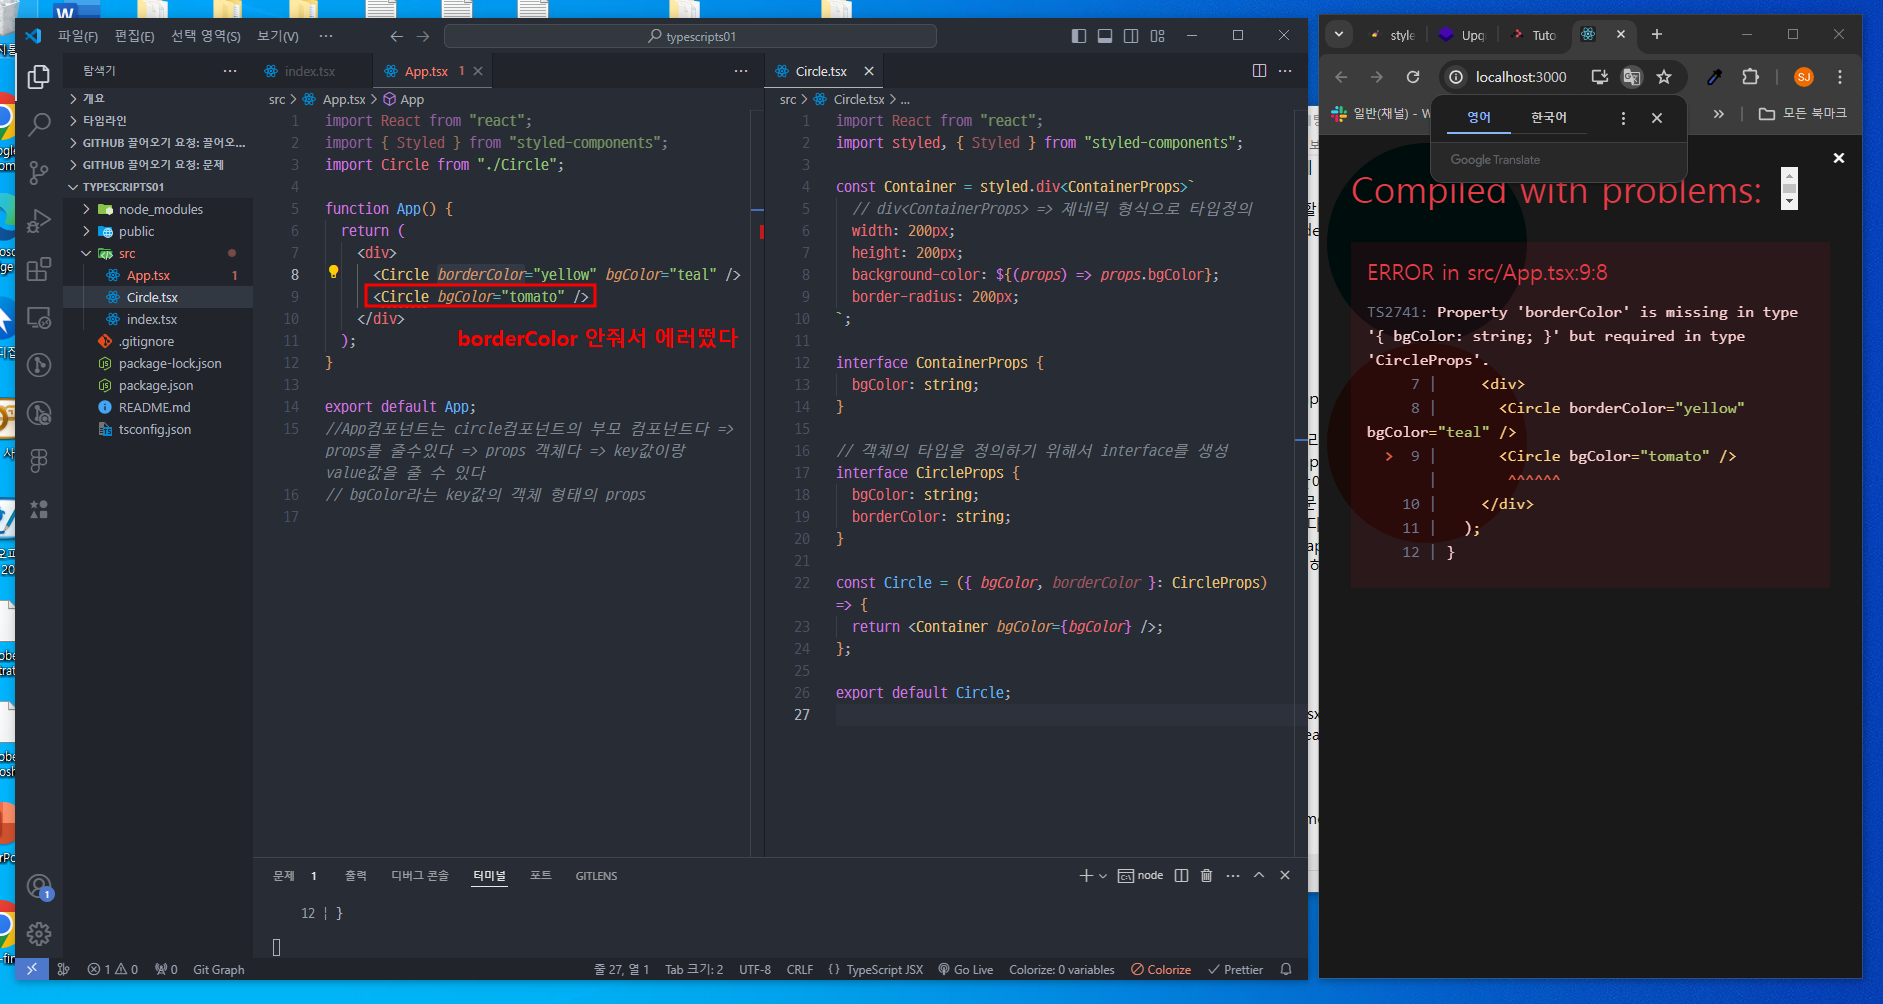 파일(F) 편집(E) 선택 영역(S) 보기(V) ··· typescripts01
탐색기 ···
개요
타임라인
GITHUB 끌어오기 요청: 끌어오...
GITHUB 끌어오기 요청: 문제
TYPESCRIPTS01
node_modules
public
src
App.tsx 1
Circle.tsx
index.tsx
.gitignore
package-lock.json
package.json
README.md
tsconfig.json
index.tsx App.tsx 1
src > App.tsx > App
1 import React from "react";
2 import { Styled } from "styled-components";
3 import Circle from "./Circle";
4
5 function App() {
6 return (
7 <div>
8 <Circle borderColor="yellow" bgColor="teal" />
9 <Circle bgColor="tomato" />
10 </div>
borderColor 안줘서 에러떴다
11 );
12 }
13
14 export default App;
15 //App컴포넌트는 circle컴포넌트의 부모 컴포넌트다 =>
props를 줄수있다 => props 객체다 => key값이랑
value값을 줄 수 있다
16 // bgColor라는 key값의 객체 형태의 props
17
Circle.tsx
src > Circle.tsx > ...
1 import React from "react";
2 import styled, { Styled } from "styled-components";
3
4 const Container = styled.div<ContainerProps>`
5 // div<ContainerProps> => 제네릭 형식으로 타입정의
6 width: 200px;
7 height: 200px;
8 background-color: ${(props) => props.bgColor};
9 border-radius: 200px;
10 `;
11
12 interface ContainerProps {
13 bgColor: string;
14 }
15
16 // 객체의 타입을 정의하기 위해서 interface를 생성
17 interface CircleProps {
18 bgColor: string;
19 borderColor: string;
20 }
21
22 const Circle = ({ bgColor, borderColor }: CircleProps)
=> {
23 return <Container bgColor={bgColor} />;
24 };
25
26 export default Circle;
27
문제 1 출력 디버그 콘솔 터미널 포트 GITLENS
node
12 | }
1 0 0 Git Graph
줄 27, 열 1 Tab 크기: 2 UTF-8 CRLF {} TypeScript JSX Go Live Colorize: 0 variables Colorize Prettier
style Upq Tuto
localhost:3000 SJ
일반(채널) - W 모든 북마크
영어 한국어
Google Translate
Compiled with problems:
ERROR in src/App.tsx:9:8
TS2741: Property 'borderColor' is missing in type
'{ bgColor: string; }' but required in type
'CircleProps'.
7 | <div>
8 | <Circle borderColor="yellow"
bgColor="teal" />
> 9 | <Circle bgColor="tomato" />
| ^^^^^^
10 | </div>
11 | );
12 | }